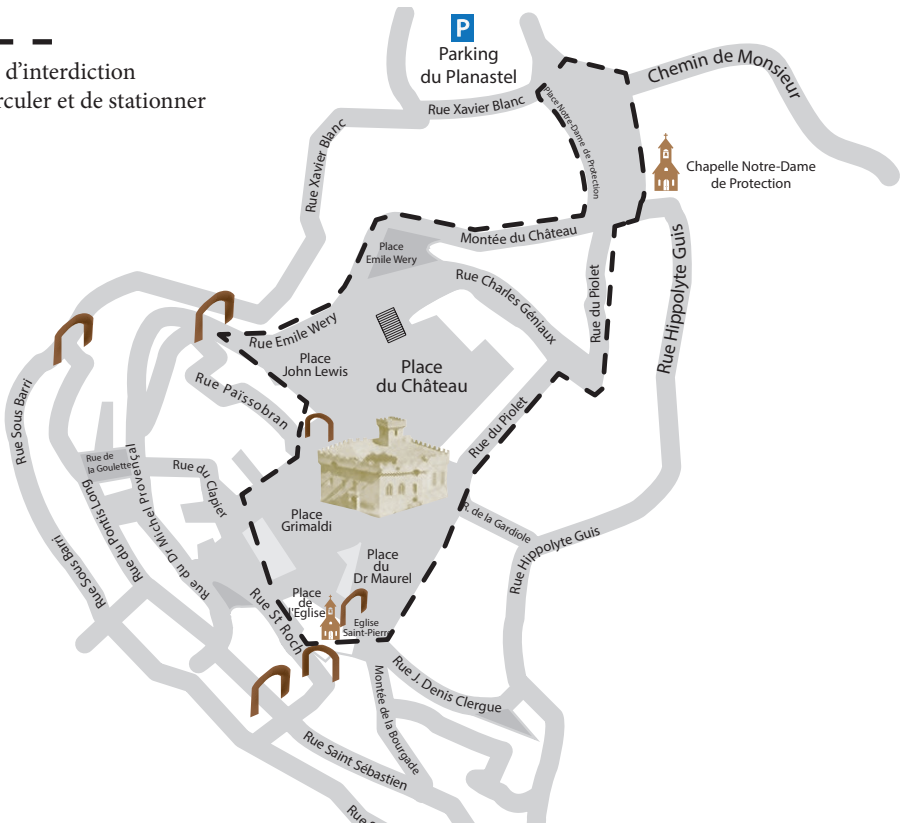 d'interdiction
rculer et de stationner
P
Parking
du Planastel
Chemin de Monsieur
Rue Xavier Blanc
Place Notre-Dame de Protection
Rue Xavier Blanc
Chapelle Notre-Dame
de Protection
Montée du Château
Place
Emile Wery
Rue Charles Géniaux
Rue du Piolet
Rue Hippolyte Guis
Rue Emile Wery
Place
John Lewis
Place
du Château
Rue Païssobran
Rue du Piolet
Rue Sous Barri
Rue de
la Goulette
Rue du Dr Michel Provençal
Rue du Clapier
Rue du Pontis Long
Place
Grimaldi
R. de la Gardiole
Rue Hippolyte Guis
Rue Sous Barri
Place
du
Dr Maurel
Rue St Roch
Place
de
l'Eglise
Eglise
Saint-Pierre
Rue J. Denis Clergue
Montée de la Bourgade
Rue Saint Sébastien
Rue